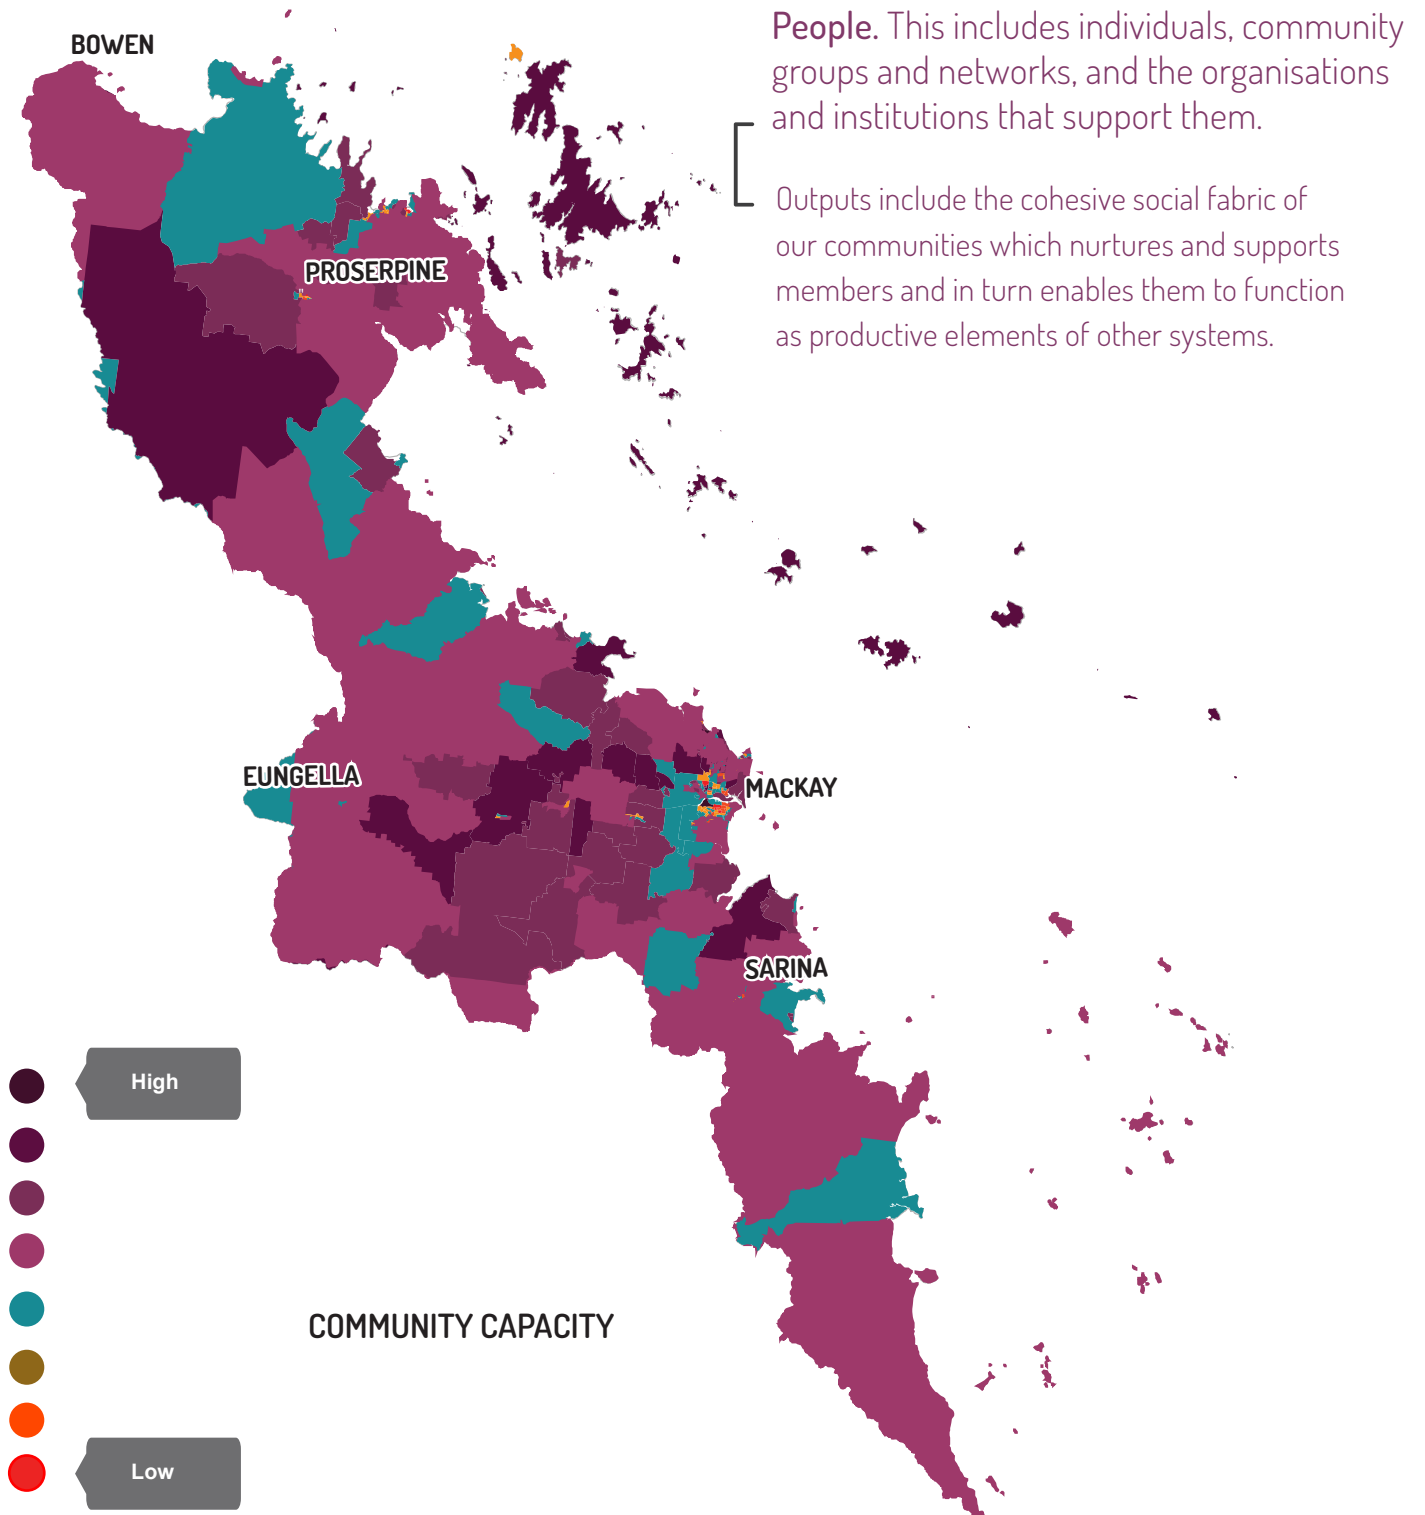 BOWEN
People. This includes individuals, community
groups and networks, and the organisations
and institutions that support them.
Outputs include the cohesive social fabric of
our communities which nurtures and supports
members and in turn enables them to function
as productive elements of other systems.
PROSERPINE
EUNGELLA
MACKAY
SARINA
High
COMMUNITY CAPACITY
Low